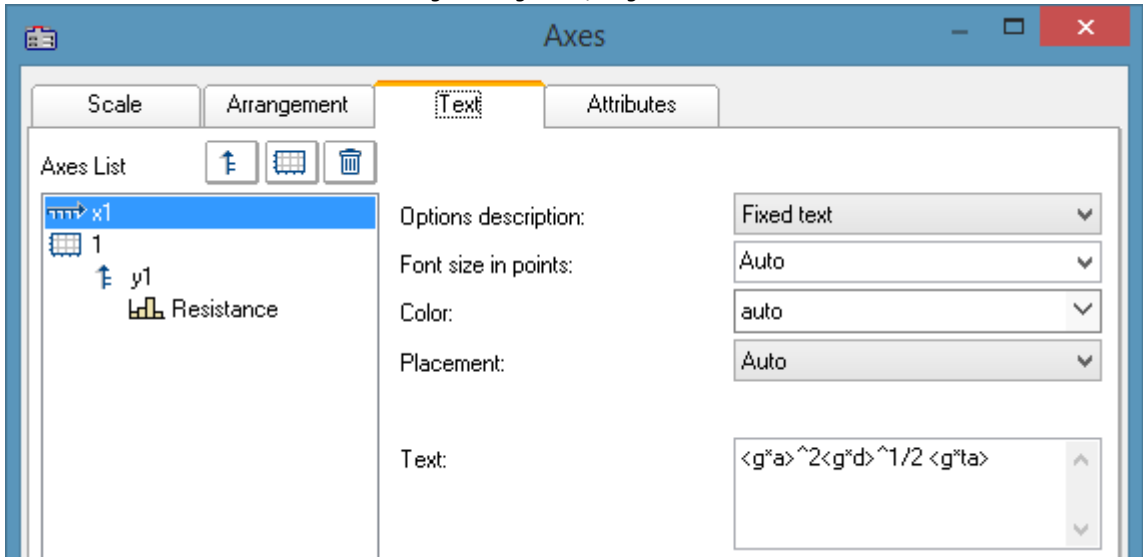 Axes
Scale Arrangement Text Attributes
Axes List
x1
1
y1
Resistance
Options description: Fixed text
Font size in points: Auto
Color: auto
Placement: Auto
Text: <g*a>^2<g*d>^1/2 <g*ta>